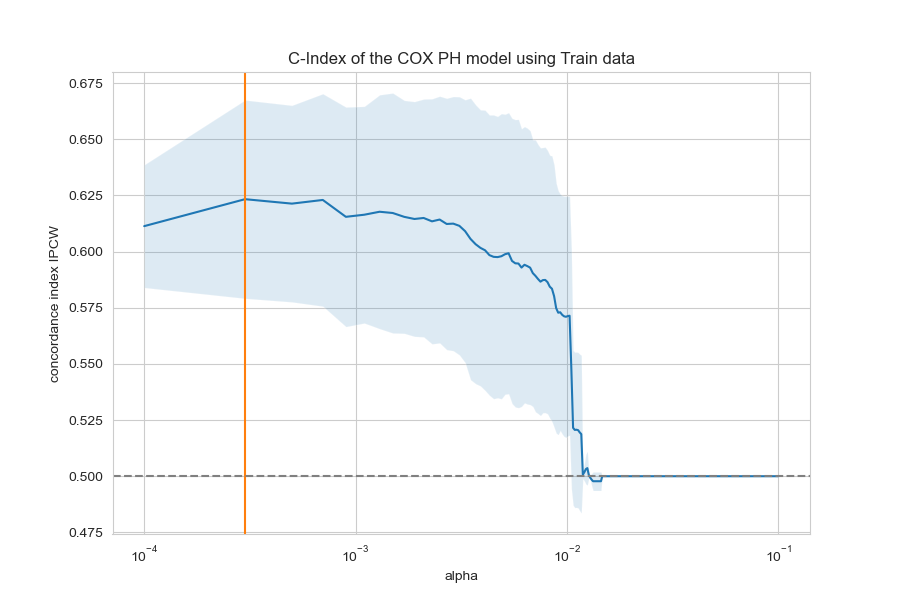 C-Index of the COX PH model using Train data
0.675
0.650
0.625
0.600
0.575
0.550
0.525
0.500
0.475
concordance index IPCW
10⁻⁴ 10⁻³ 10⁻² 10⁻¹
alpha